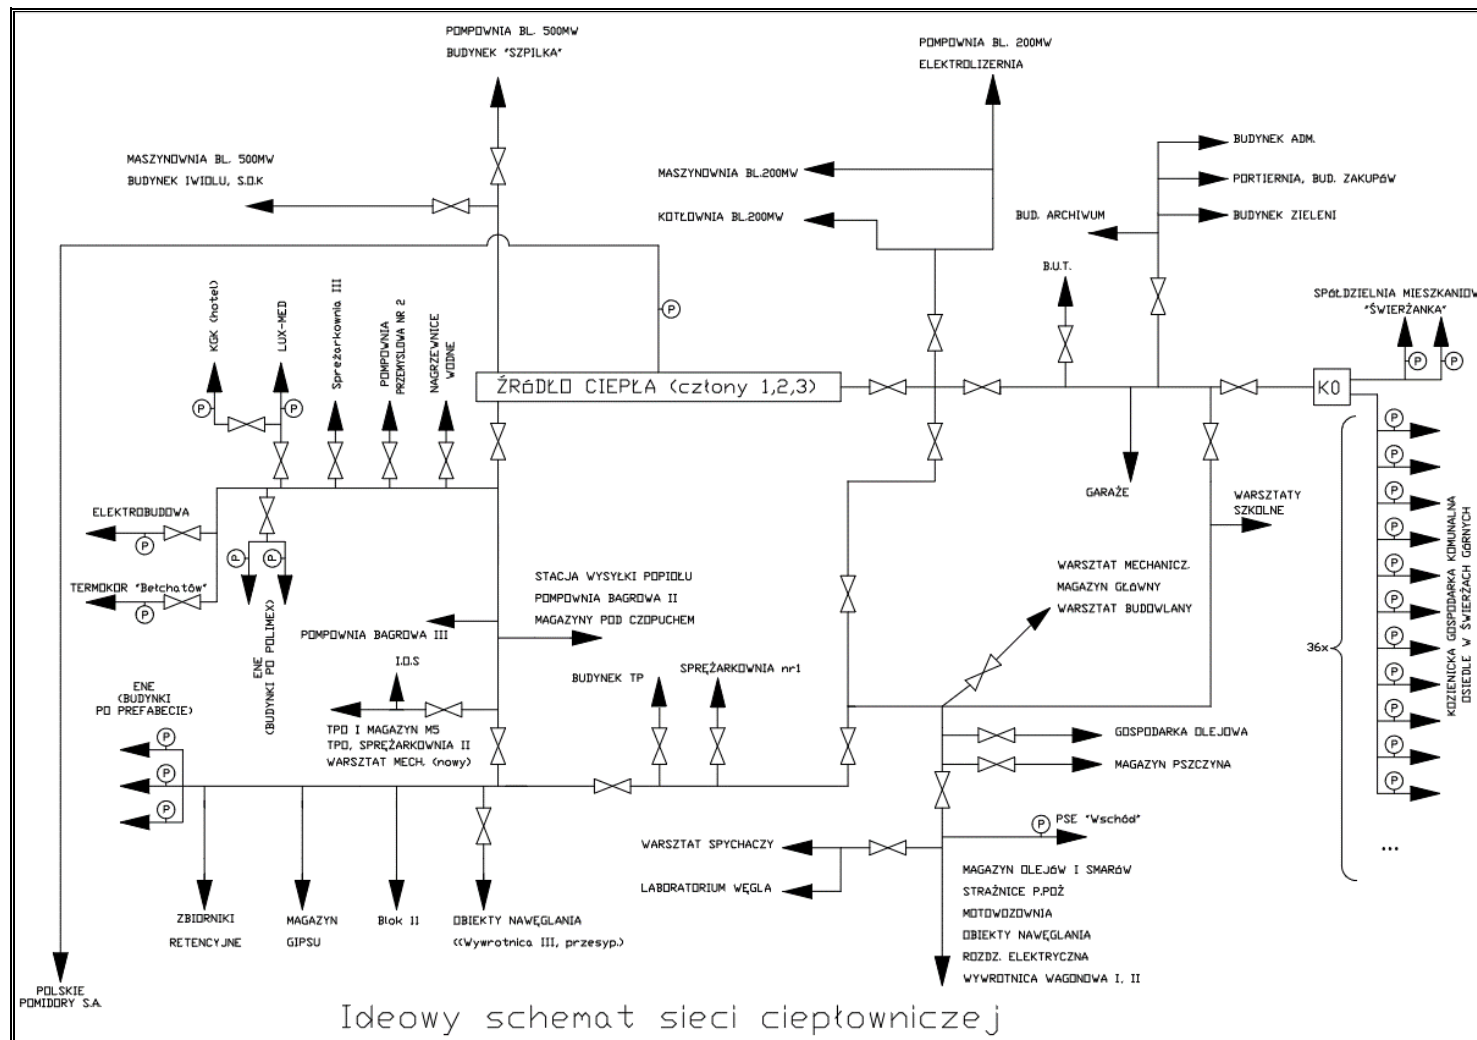 POMPOWNIA BL. 500MW
BUDYNEK "SZPILKA"
POMPOWNIA BL. 200MW
ELEKTROLIZERNIA
MASZYNOWNIA BL. 500MW
BUDYNEK IWIOLU, S.O.K
MASZYNOWNIA BL.200MW
KOTŁOWNIA BL.200MW
BUDYNEK ADM.
PORTIERNIA, BUD. ZAKUPÓW
BUDYNEK ZIELENI
BUD. ARCHIWUM
B.U.T.
SPÓŁDZIELNIA MIESZKANIOW
"ŚWIERŻANKA"
P
P
P
KGK (hotel)
LUX-MED
Sprężarkownia III
POMPOWNIA
PRZEMYSŁOWA NR 2
NAGRZEWNICE
WODNE
P
P
ŹRÓDŁO CIEPŁA (człony 1,2,3)
KO
GARAŻE
WARSZTATY
SZKOLNE
ELEKTROBUDOWA
P
TERMOKOR "Bełchatów"
P
P
P
ENE
(BUDYNKI PO POLIMEX)
STACJA WYSYŁKI POPIOŁU
POMPOWNIA BAGROWA II
MAGAZYNY POD CZOPUCHEM
POMPOWNIA BAGROWA III
I.O.S
WARSZTAT MECHANICZ.
MAGAZYN GŁÓWNY
WARSZTAT BUDOWLANY
BUDYNEK TP
SPRĘŻARKOWNIA nr1
ENE
(BUDYNKI
PO PREFABECIE)
P
P
P
TPO I MAGAZYN M5
TPO, SPRĘŻARKOWNIA II
WARSZTAT MECH. (nowy)
GOSPODARKA OLEJOWA
MAGAZYN PSZCZYNA
P
PSE "Wschód"
WARSZTAT SPYCHACZY
LABORATORIUM WĘGLA
MAGAZYN OLEJÓW I SMARÓW
STRAŻNICE P.POŻ
MOTOWOZOWNIA
OBIEKTY NAWĘGLANIA
ROZDZ. ELEKTRYCZNA
WYWROTNICA WAGONOWA I, II
ZBIORNIKI
RETENCYJNE
MAGAZYN
GIPSU
Blok 11
OBIEKTY NAWĘGLANIA
((Wywrotnica III, przesyp.)
36x
P
P
P
P
P
P
P
P
P
P
P
KOZIENICKA GOSPODARKA KOMUNALNA
OSIEDLE W ŚWIERŻACH GÓRNYCH
...
POLSKIE
POMIDORY S.A.
Ideowy schemat sieci ciepłowniczej